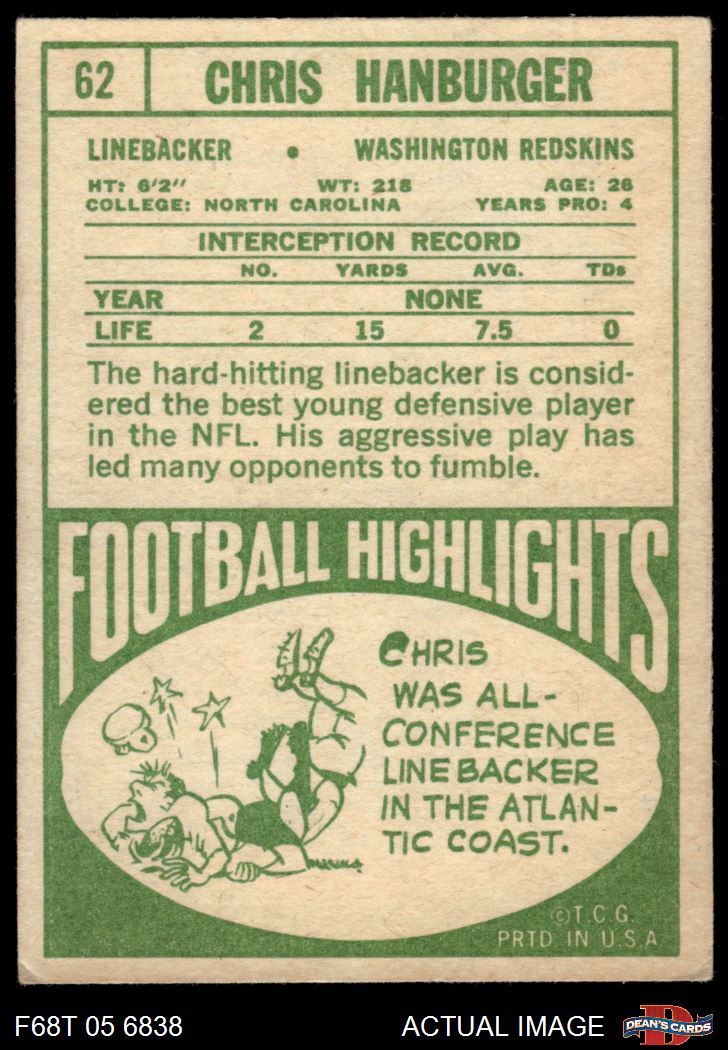 62 CHRIS HANBURGER
LINEBACKER • WASHINGTON REDSKINS
HT: 6'2" WT: 218 AGE: 26
COLLEGE: NORTH CAROLINA YEARS PRO: 4
INTERCEPTION RECORD
NO. YARDS AVG. TDs
YEAR NONE
LIFE 2 15 7.5 0
The hard-hitting linebacker is consid-
ered the best young defensive player
in the NFL. His aggressive play has
led many opponents to fumble.
FOOTBALL HIGHLIGHTS
CHRIS
WAS ALL-
CONFERENCE
LINEBACKER
IN THE ATLAN-
TIC COAST.
©T.C.G.
PRTD IN U.S.A
F68T 05 6838 ACTUAL IMAGE D DEAN'S CARDS